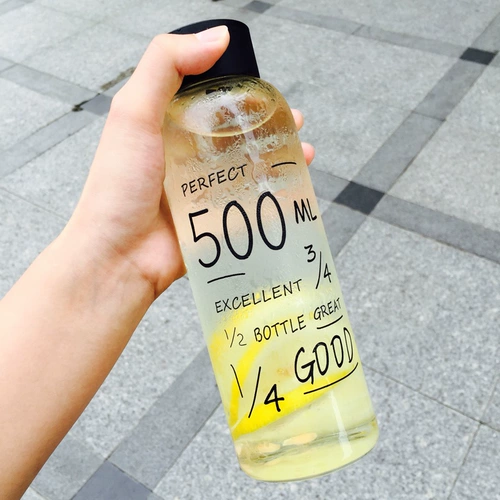 PERFECT
500 ML
EXCELLENT 3/4
1/2 BOTTLE GREAT
1/4 GOOD